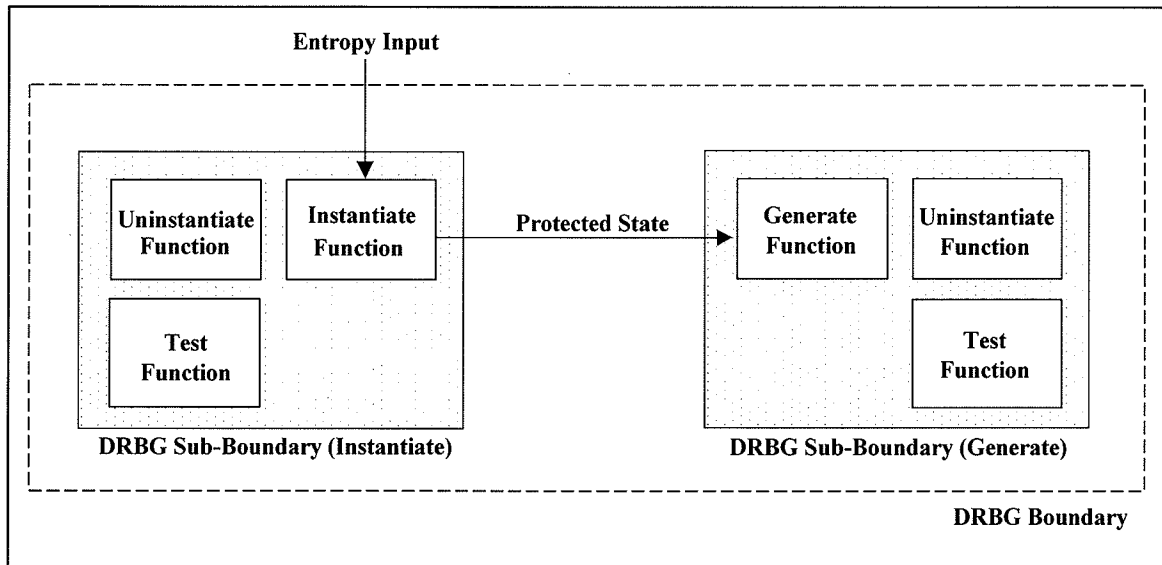 Entropy Input
Uninstantiate
Function
Instantiate
Function
Test
Function
DRBG Sub-Boundary (Instantiate)
Protected State
Generate
Function
Uninstantiate
Function
Test
Function
DRBG Sub-Boundary (Generate)
DRBG Boundary